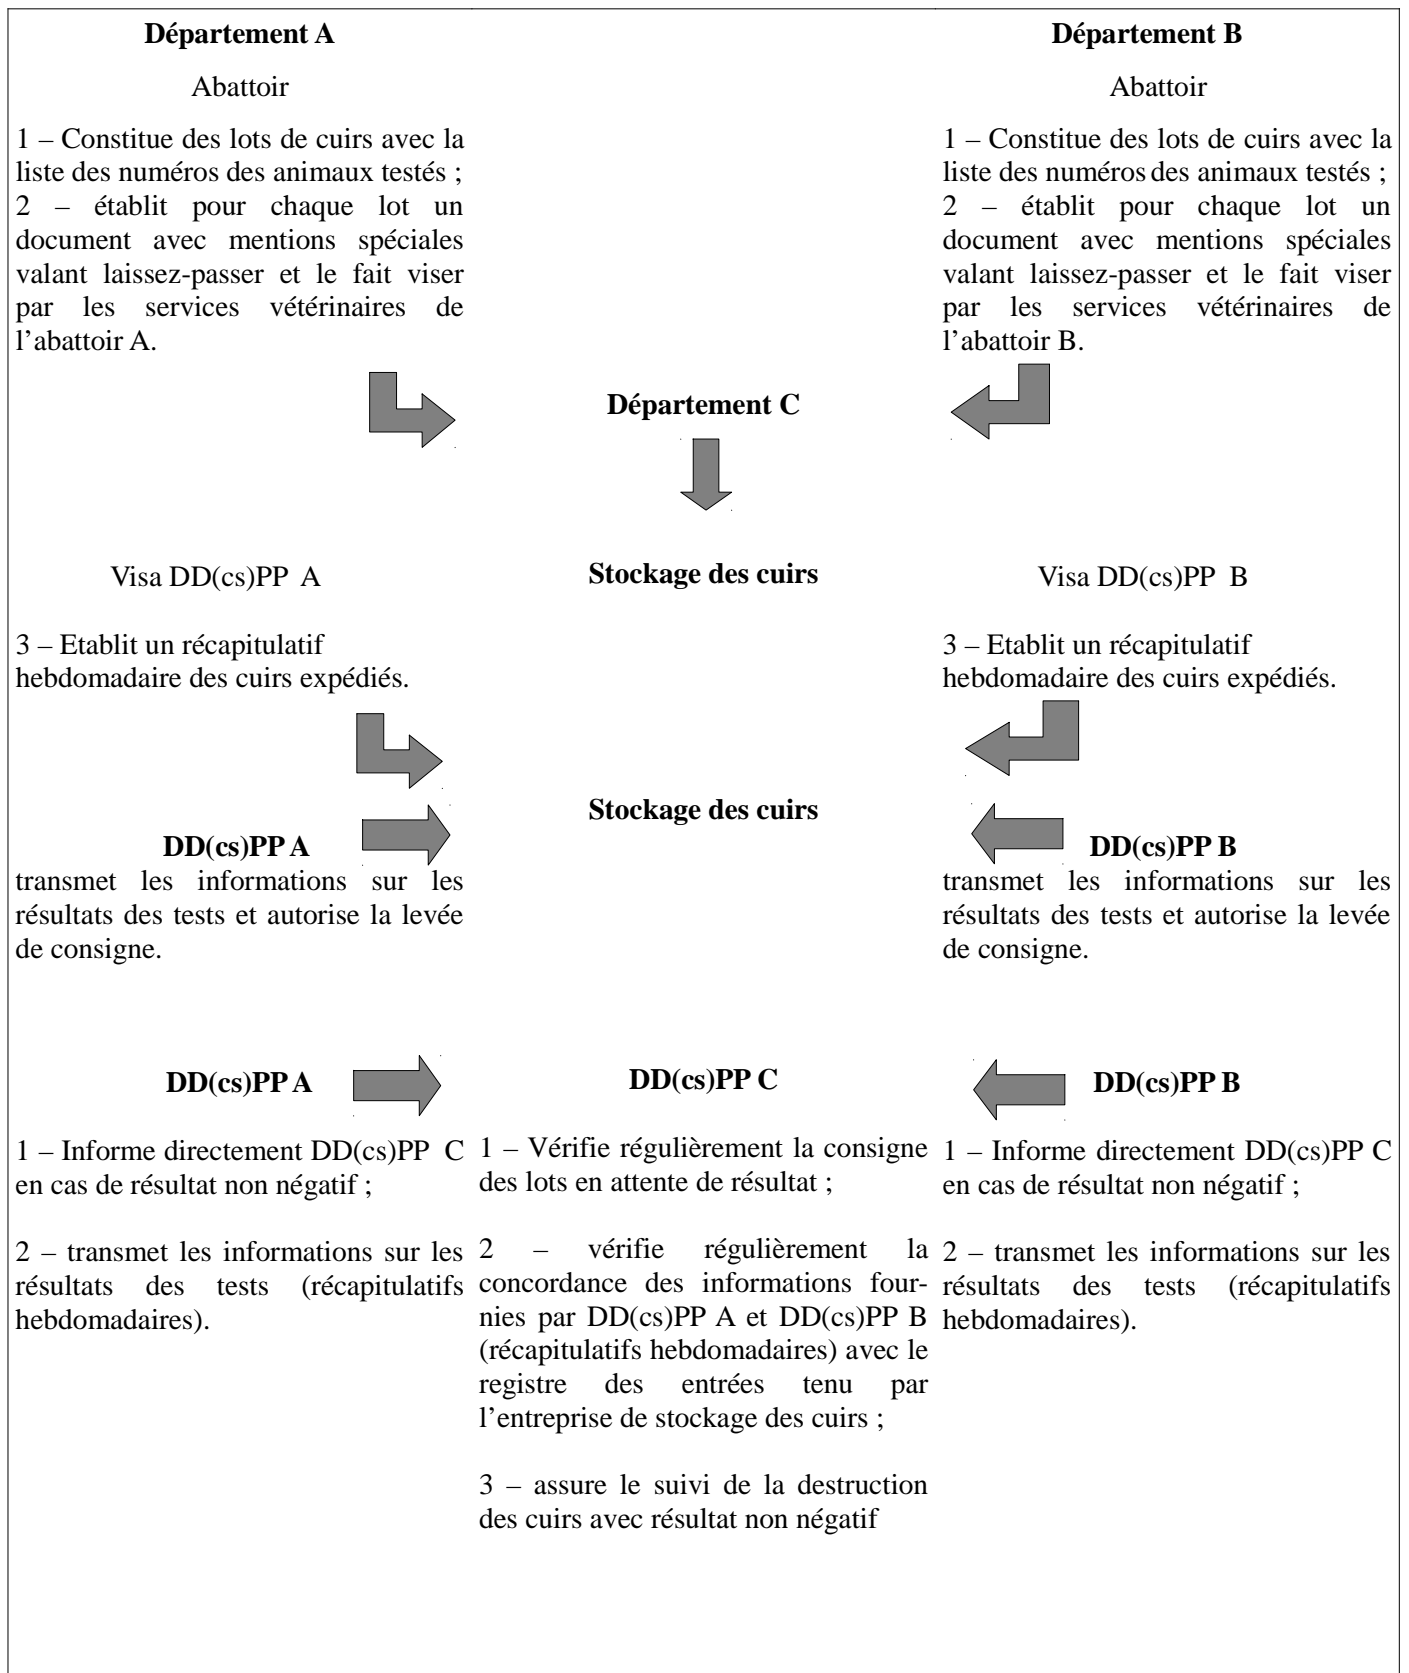 Département A
Abattoir
1 – Constitue des lots de cuirs avec la
liste des numéros des animaux testés ;
2 – établit pour chaque lot un
document avec mentions spéciales
valant laissez-passer et le fait viser
par les services vétérinaires de
l’abattoir A.
Département B
Abattoir
1 – Constitue des lots de cuirs avec la
liste des numéros des animaux testés ;
2 – établit pour chaque lot un
document avec mentions spéciales
valant laissez-passer et le fait viser
par les services vétérinaires de
l’abattoir B.
Département C
Visa DD(cs)PP A
Stockage des cuirs
Visa DD(cs)PP B
3 – Etablit un récapitulatif
hebdomadaire des cuirs expédiés.
3 – Etablit un récapitulatif
hebdomadaire des cuirs expédiés.
Stockage des cuirs
DD(cs)PP A
transmet les informations sur les
résultats des tests et autorise la levée
de consigne.
DD(cs)PP B
transmet les informations sur les
résultats des tests et autorise la levée
de consigne.
DD(cs)PP A
1 – Informe directement DD(cs)PP C
en cas de résultat non négatif ;
2 – transmet les informations sur les
résultats des tests (récapitulatifs
hebdomadaires).
DD(cs)PP C
1 – Vérifie régulièrement la consigne
des lots en attente de résultat ;
2 – vérifie régulièrement la
concordance des informations four-
nies par DD(cs)PP A et DD(cs)PP B
(récapitulatifs hebdomadaires) avec le
registre des entrées tenu par
l’entreprise de stockage des cuirs ;
3 – assure le suivi de la destruction
des cuirs avec résultat non négatif
DD(cs)PP B
1 – Informe directement DD(cs)PP C
en cas de résultat non négatif ;
2 – transmet les informations sur les
résultats des tests (récapitulatifs
hebdomadaires).